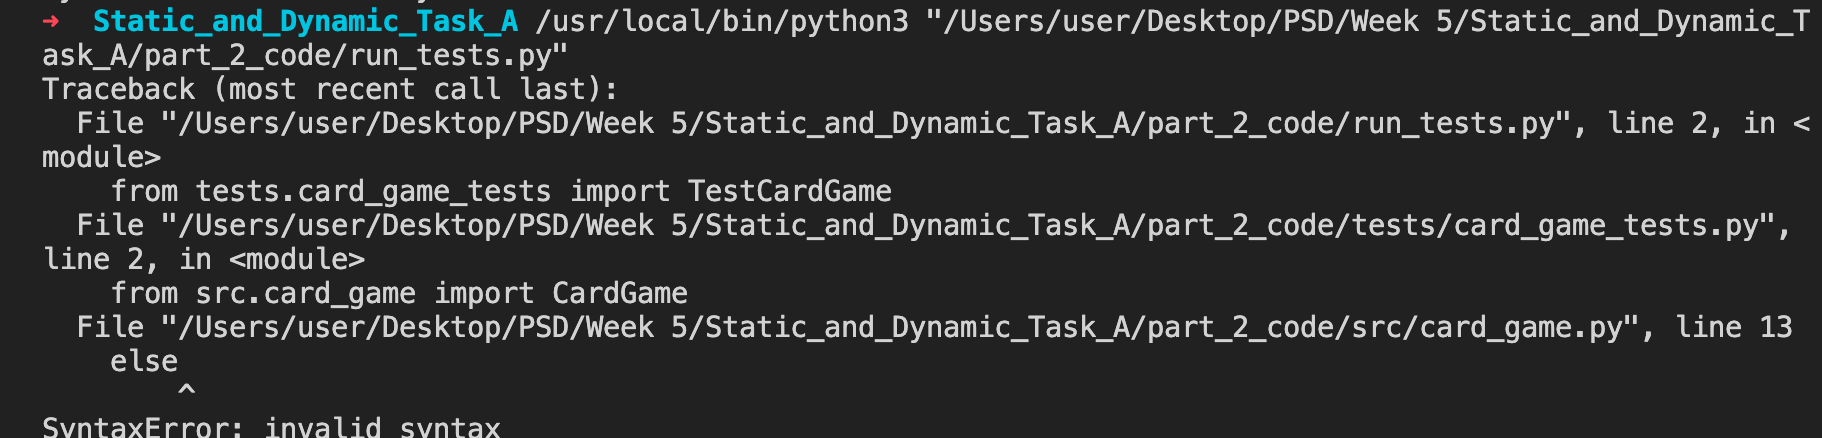 ➜  Static_and_Dynamic_Task_A /usr/local/bin/python3 "/Users/user/Desktop/PSD/Week 5/Static_and_Dynamic_T
ask_A/part_2_code/run_tests.py"
Traceback (most recent call last):
  File "/Users/user/Desktop/PSD/Week 5/Static_and_Dynamic_Task_A/part_2_code/run_tests.py", line 2, in <
module>
    from tests.card_game_tests import TestCardGame
  File "/Users/user/Desktop/PSD/Week 5/Static_and_Dynamic_Task_A/part_2_code/tests/card_game_tests.py",
line 2, in <module>
    from src.card_game import CardGame
  File "/Users/user/Desktop/PSD/Week 5/Static_and_Dynamic_Task_A/part_2_code/src/card_game.py", line 13
    else
        ^
SyntaxError: invalid syntax